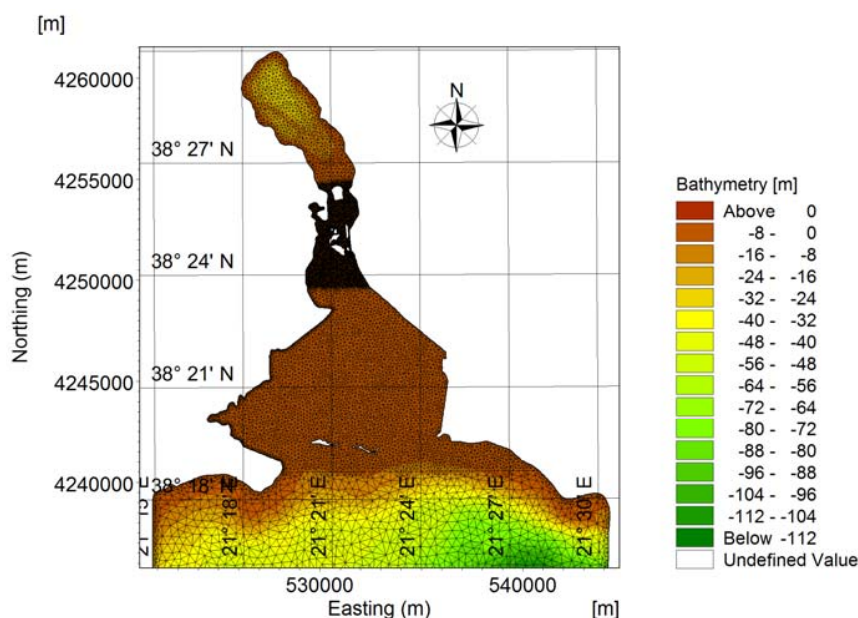 [m]
4260000
4255000
4250000
4245000
4240000
Northing (m)
N
38° 27' N
38° 24' N
38° 21' N
38° 18' N
21° 18' E
21° 21' E
21° 24' E
21° 27' E
21° 30' E
530000
540000
Easting (m)
[m]
Bathymetry [m]
Above 0
-8 - 0
-16 - -8
-24 - -16
-32 - -24
-40 - -32
-48 - -40
-56 - -48
-64 - -56
-72 - -64
-80 - -72
-88 - -80
-96 - -88
-104 - -96
-112 - -104
Below -112
Undefined Value